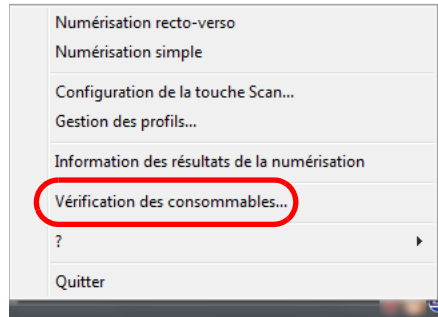 Numérisation recto-verso
Numérisation simple
Configuration de la touche Scan...
Gestion des profils...
Information des résultats de la numérisation
Vérification des consommables...
?
Quitter